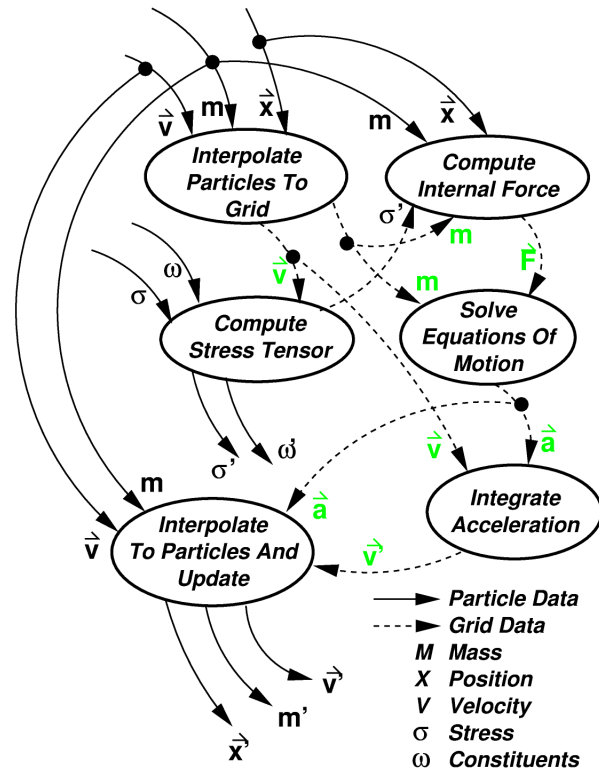 v
m
x
m
x
Interpolate
Particles To
Grid
Compute
Internal Force
σ'
m
ω
σ
v
m
F
Compute
Stress Tensor
Solve
Equations Of
Motion
σ'
ω'
v
a
m
a
v
Interpolate
To Particles And
Update
Integrate
Acceleration
v'
Particle Data
Grid Data
M Mass
X Position
V Velocity
σ Stress
ω Constituents
v'
m'
x'